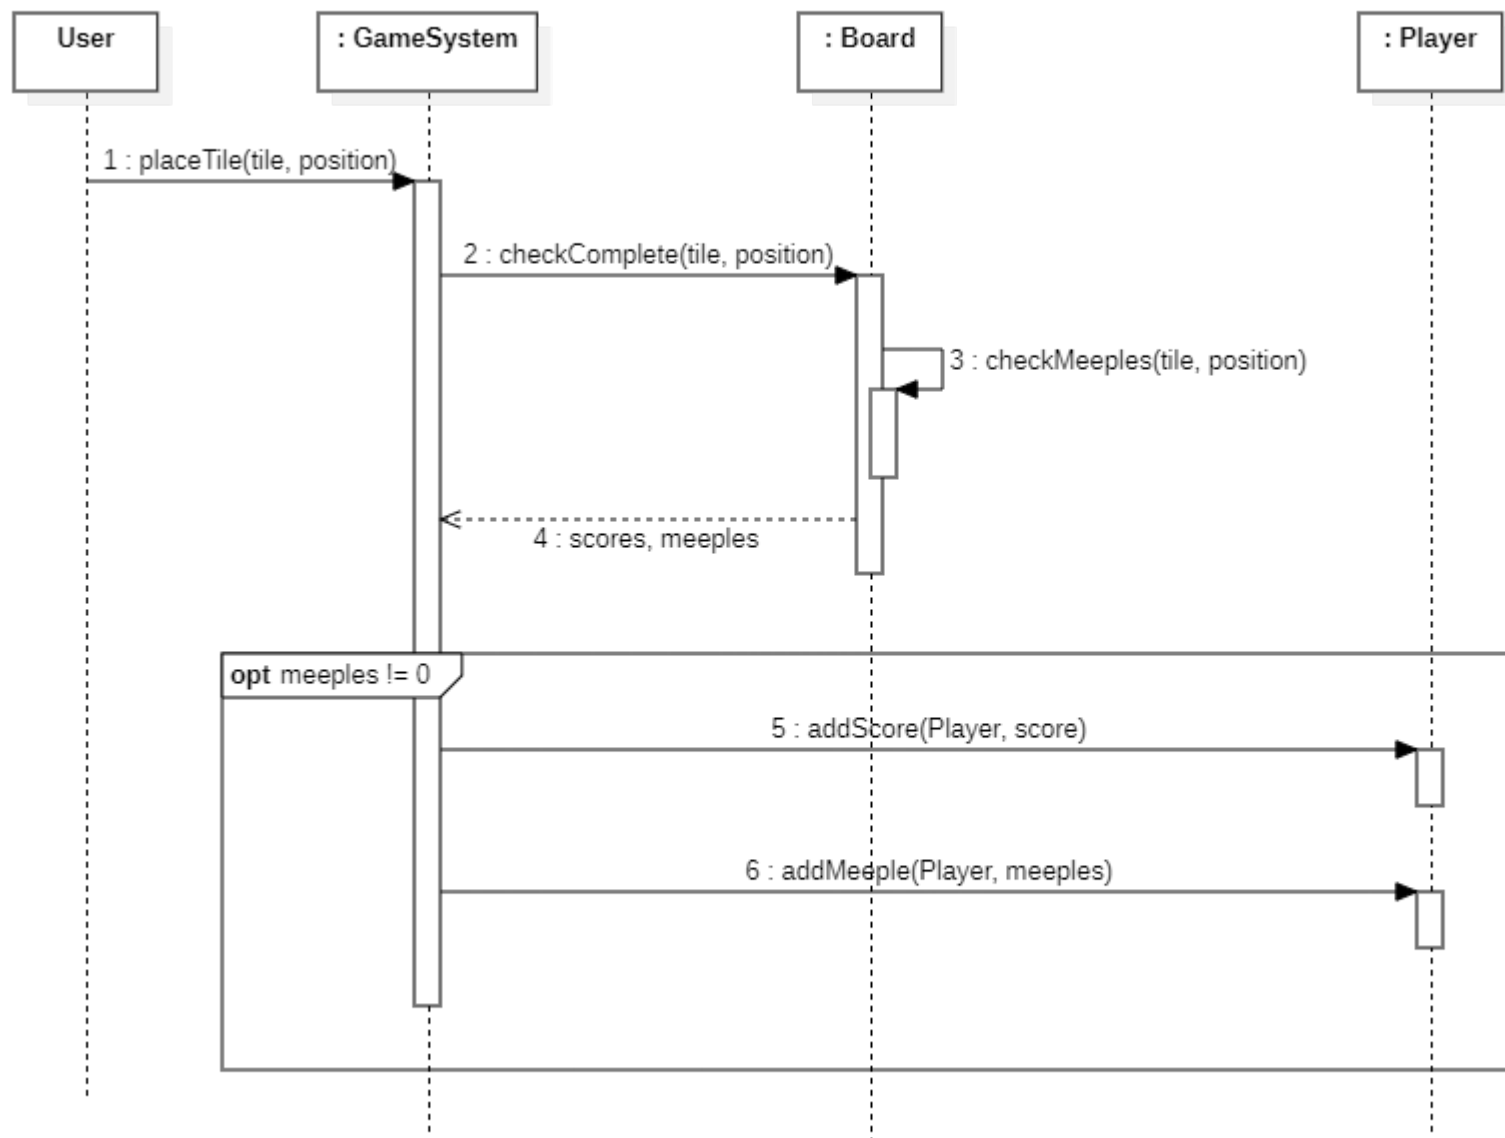 User
: GameSystem
: Board
: Player
1 : placeTile(tile, position)
2 : checkComplete(tile, position)
3 : checkMeeples(tile, position)
4 : scores, meeples
opt meeples != 0
5 : addScore(Player, score)
6 : addMeeple(Player, meeples)